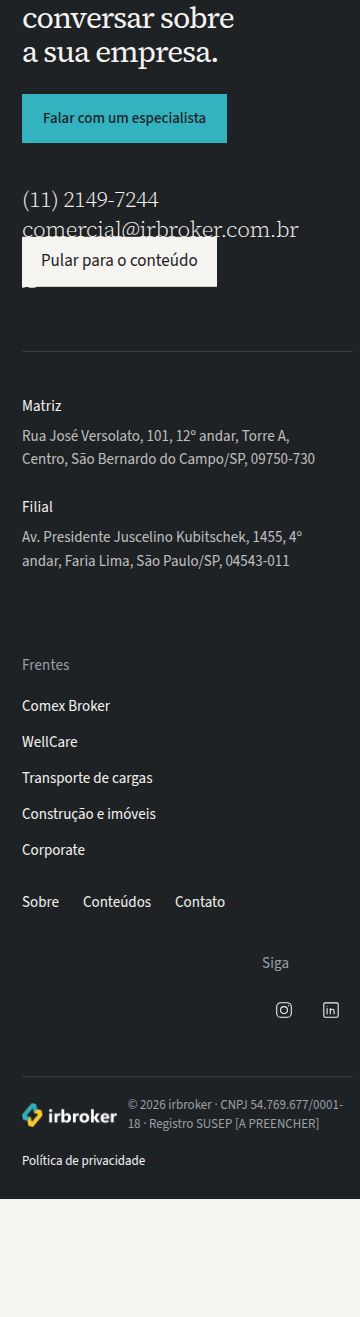 conversar sobre
a sua empresa.
Falar com um especialista
(11) 2149-7244
comercial@irbroker.com.br
Pular para o conteúdo
Matriz
Rua José Versolato, 101, 12º andar, Torre A,
Centro, São Bernardo do Campo/SP, 09750-730
Filial
Av. Presidente Juscelino Kubitschek, 1455, 4º
andar, Faria Lima, São Paulo/SP, 04543-011
Frentes
Comex Broker
WellCare
Transporte de cargas
Construção e imóveis
Corporate
Sobre Conteúdos Contato
Siga
irbroker
© 2026 irbroker · CNPJ 54.769.677/0001-
18 · Registro SUSEP [A PREENCHER]
Política de privacidade